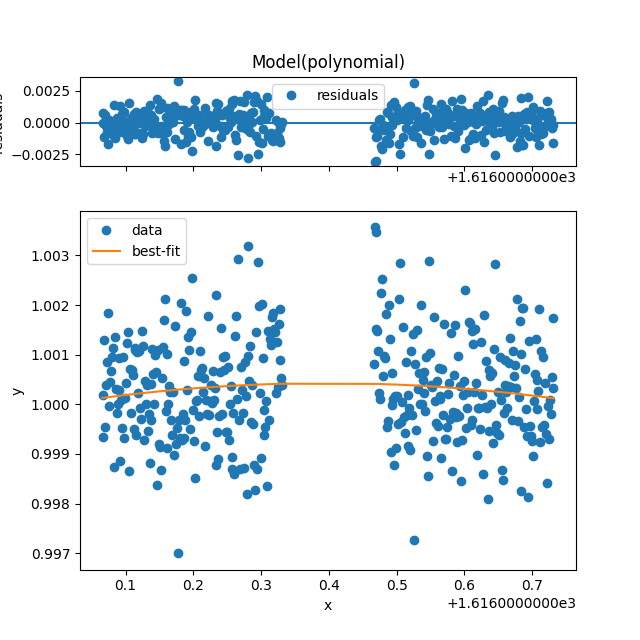 Model(polynomial)
0.0025
0.0000
−0.0025
residuals
+1.6160000000e3
data
best-fit
1.003
1.002
1.001
1.000
0.999
0.998
0.997
y
0.1 0.2 0.3 0.4 0.5 0.6 0.7
x
+1.6160000000e3